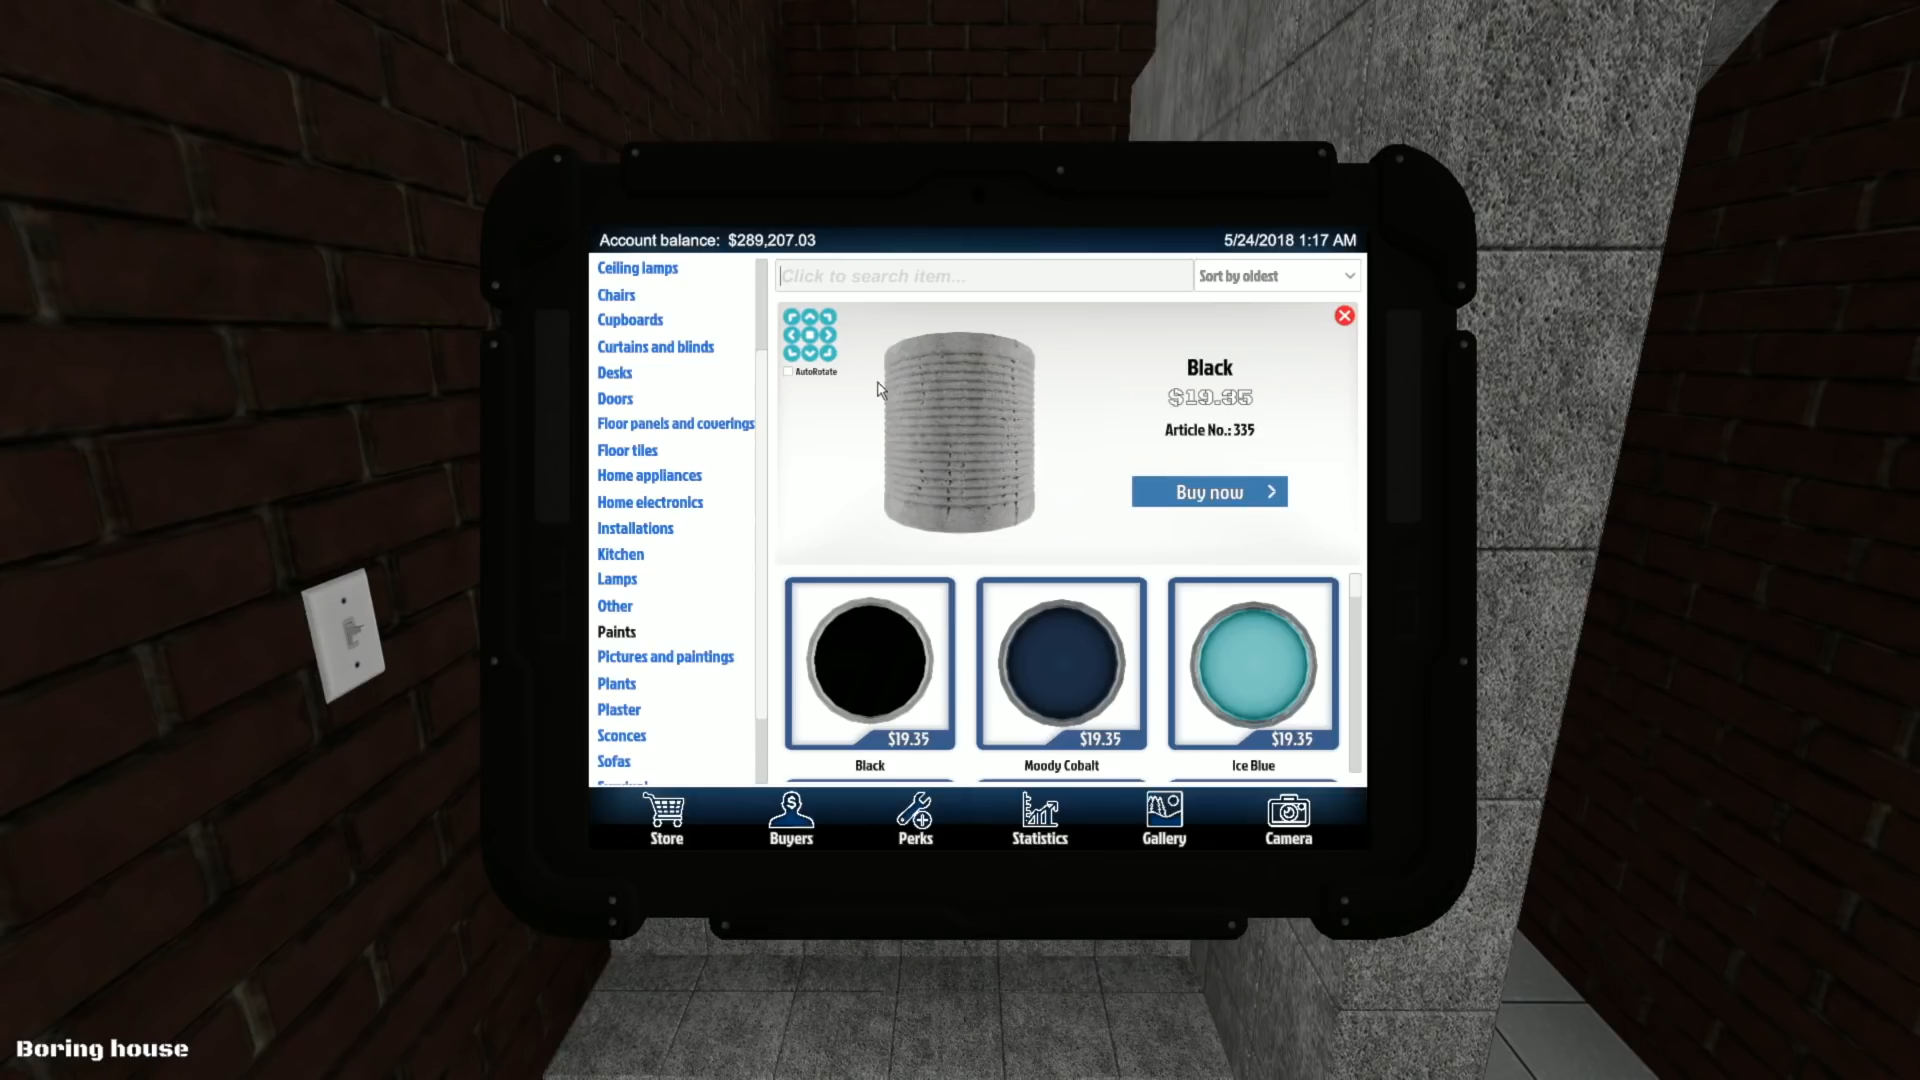 Account balance: $289,207.03
5/24/2018 1:17 AM
Ceiling lamps
Chairs
Cupboards
Curtains and blinds
Desks
Doors
Floor panels and coverings
Floor tiles
Home appliances
Home electronics
Installations
Kitchen
Lamps
Other
Paints
Pictures and paintings
Plants
Plaster
Sconces
Sofas
Click to search item...
Sort by oldest
AutoRotate
Black
$19.35
Article No.: 335
Buy now
$19.35
Black
$19.35
Moody Cobalt
$19.35
Ice Blue
Store
Buyers
Perks
Statistics
Gallery
Camera
Boring house